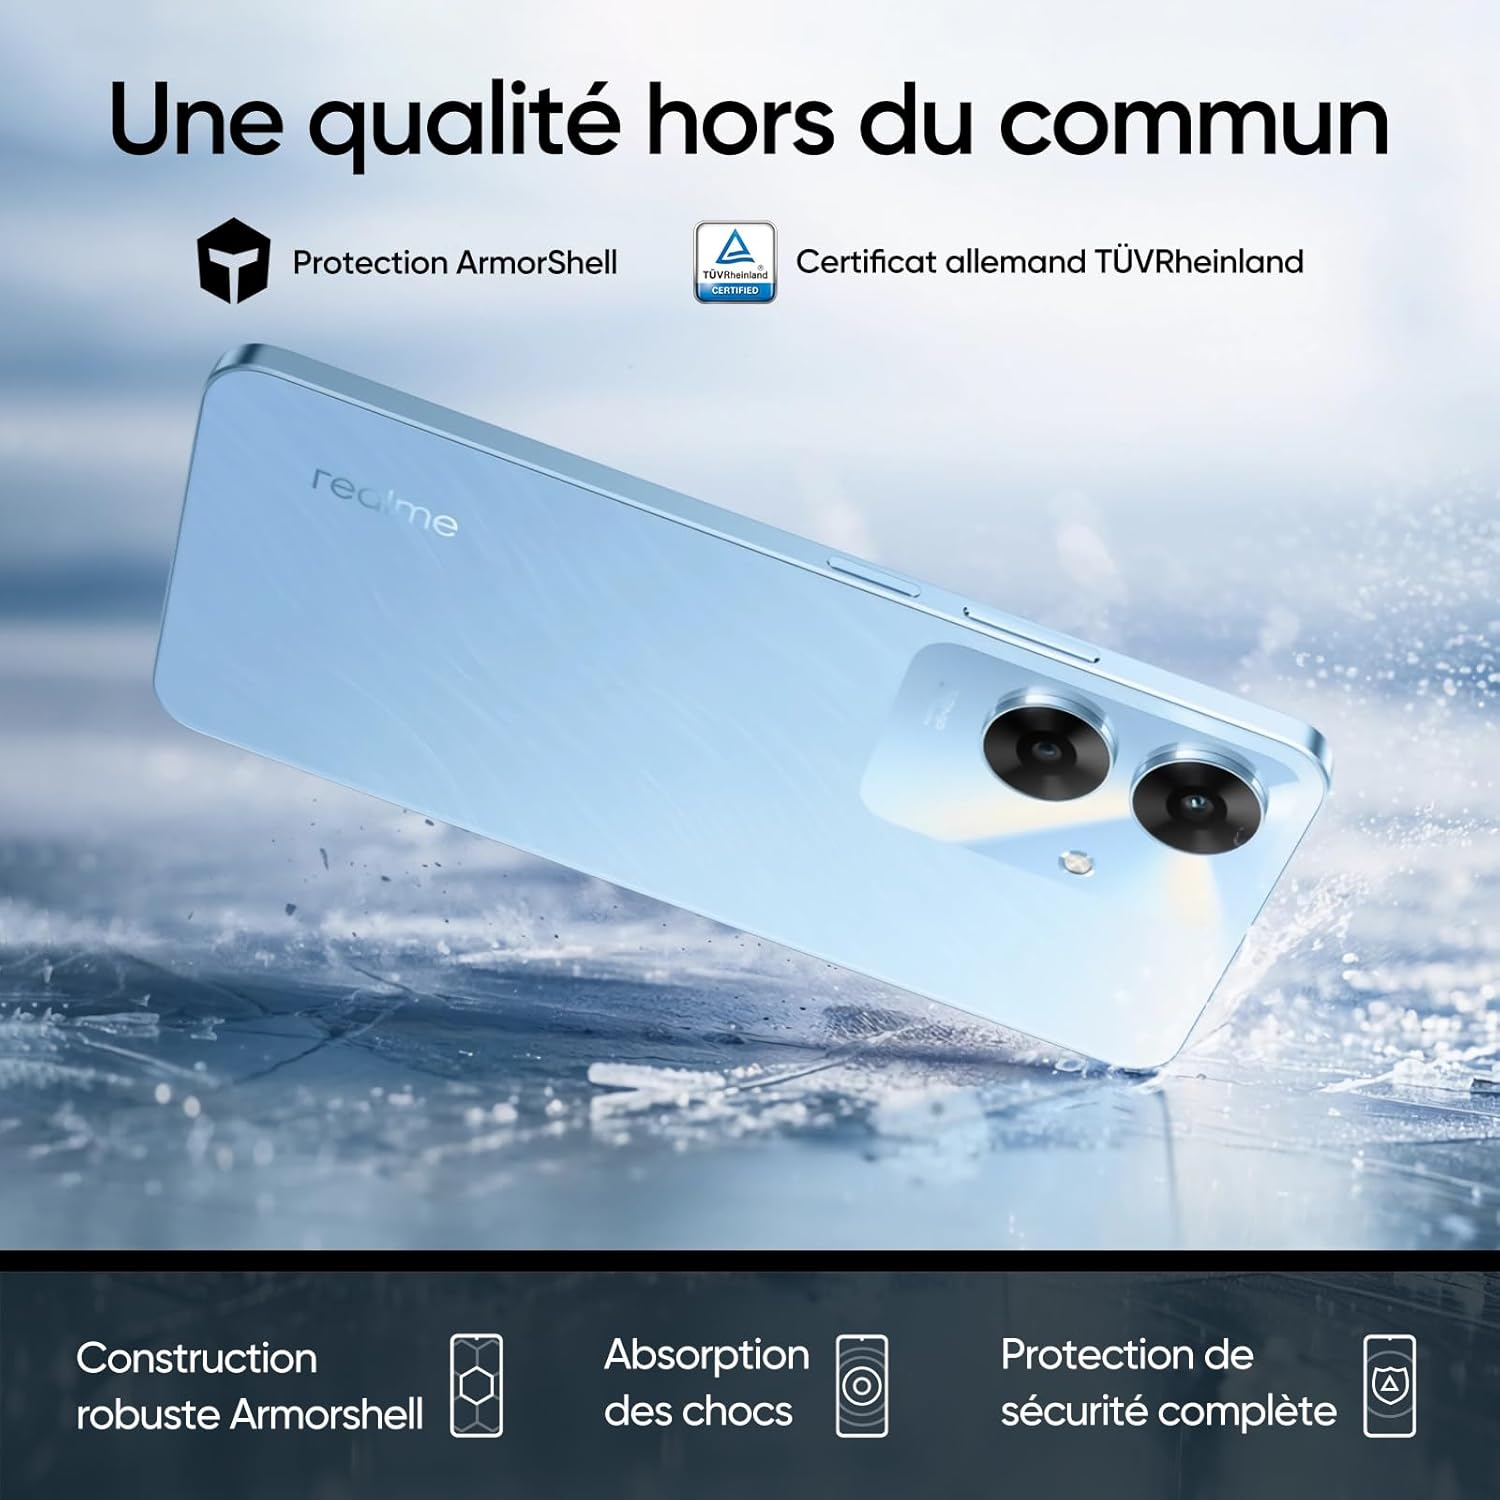 Une qualité hors du commun
Protection ArmorShell
TÜVRheinland®
CERTIFIED
Certificat allemand TÜVRheinland
realme
Construction
robuste Armorshell
Absorption
des chocs
Protection de
sécurité complète